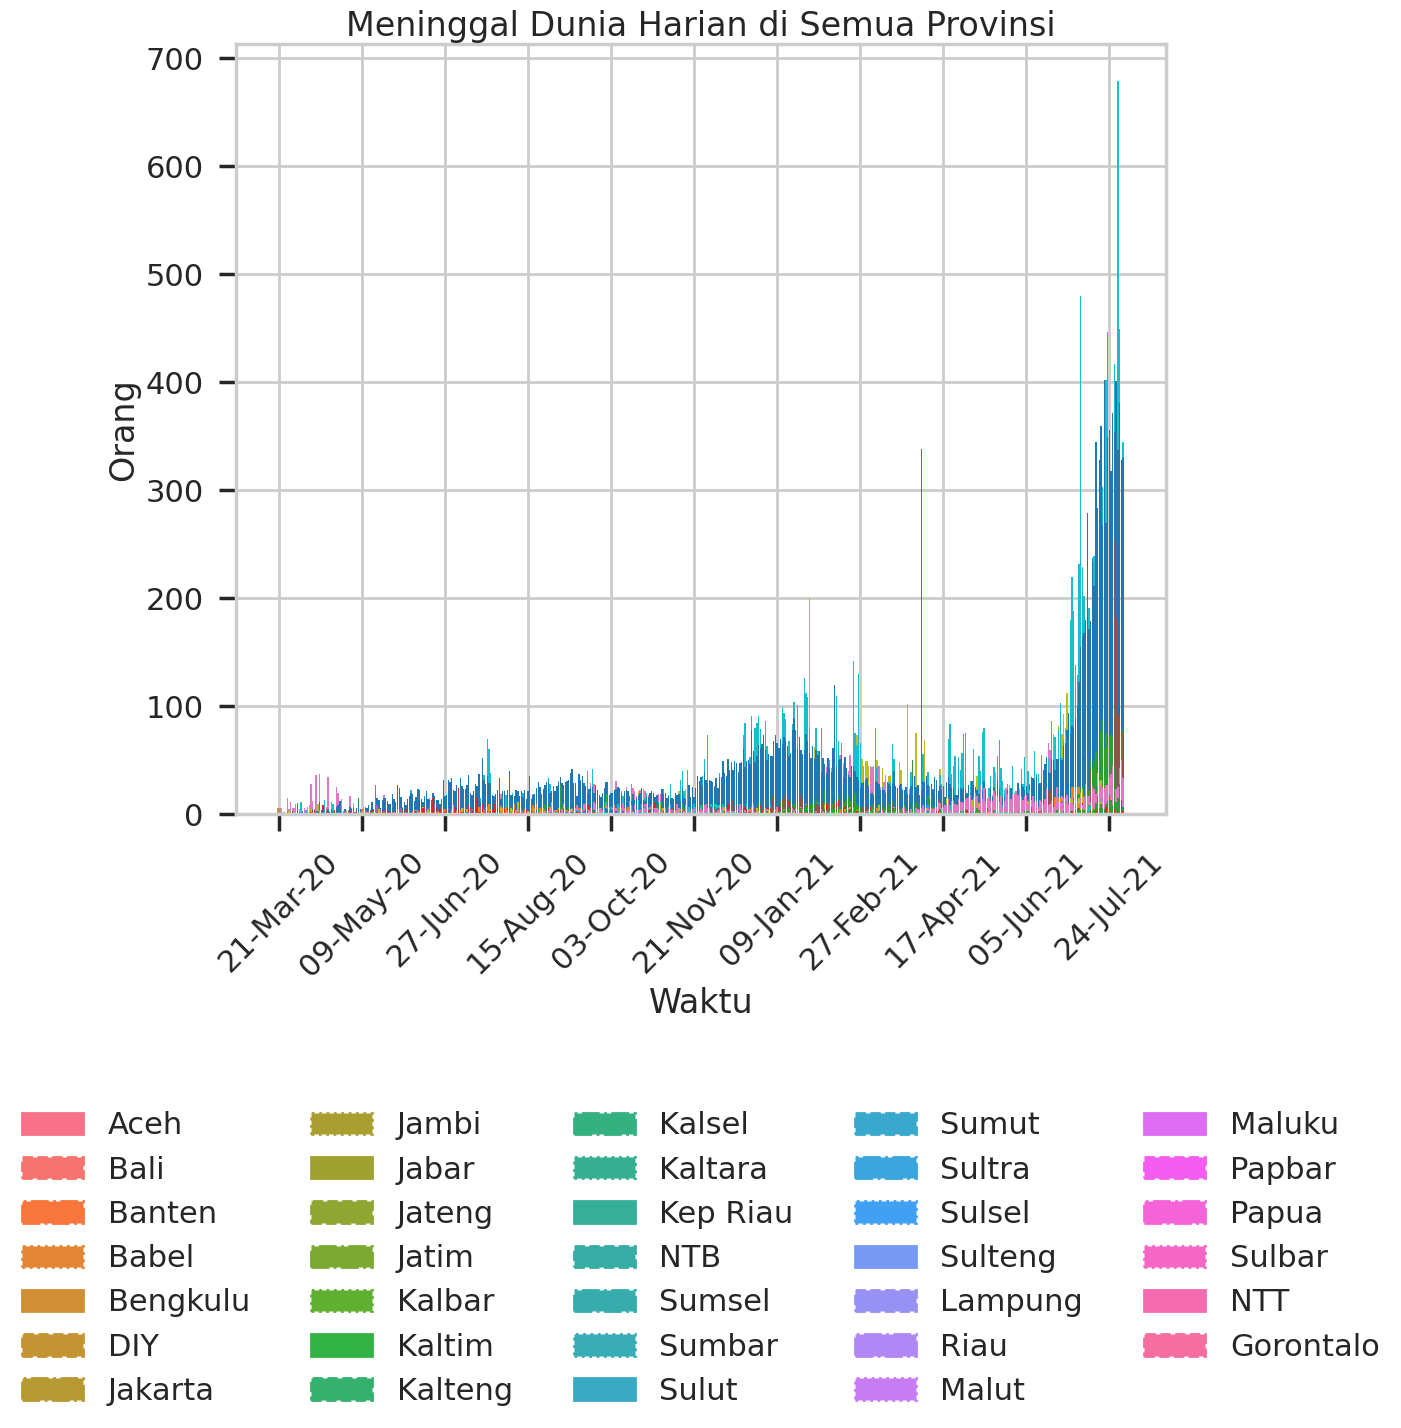 Meninggal Dunia Harian di Semua Provinsi
700
600
500
400
300
200
100
0
Orang
21-Mar-20
09-May-20
27-Jun-20
15-Aug-20
03-Oct-20
21-Nov-20
09-Jan-21
27-Feb-21
17-Apr-21
05-Jun-21
24-Jul-21
Waktu
Aceh
Bali
Banten
Babel
Bengkulu
DIY
Jakarta
Jambi
Jabar
Jateng
Jatim
Kalbar
Kaltim
Kalteng
Kalsel
Kaltara
Kep Riau
NTB
Sumsel
Sumbar
Sulut
Sumut
Sultra
Sulsel
Sulteng
Lampung
Riau
Malut
Maluku
Papbar
Papua
Sulbar
NTT
Gorontalo